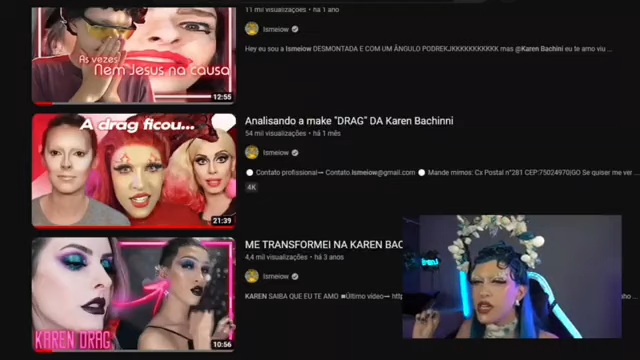 11 mil visualizações • há 1 ano
Ismeiow
Hey eu sou a Ismeiow DESMONTADA E COM UM ÂNGULO PODREKJKKKKKKKKKKK mas @Karen Bachini eu te amo viu ...
As vezes
Nem Jesus na causa
12:55
A drag ficou...
21:39
Analisando a make "DRAG" DA Karen Bachinni
54 mil visualizações • há 1 mês
Ismeiow
Contato profissional━ Contato.Ismeiow@gmail.com Mande mimos: Cx Postal n°281 CEP:75024970|GO Se quiser me ver ...
4K
KAREN DRAG
10:56
ME TRANSFORMEI NA KAREN BAC
4,4 mil visualizações • há 3 anos
Ismeiow
KAREN SAIBA QUE EU TE AMO ■Último vídeo━ http